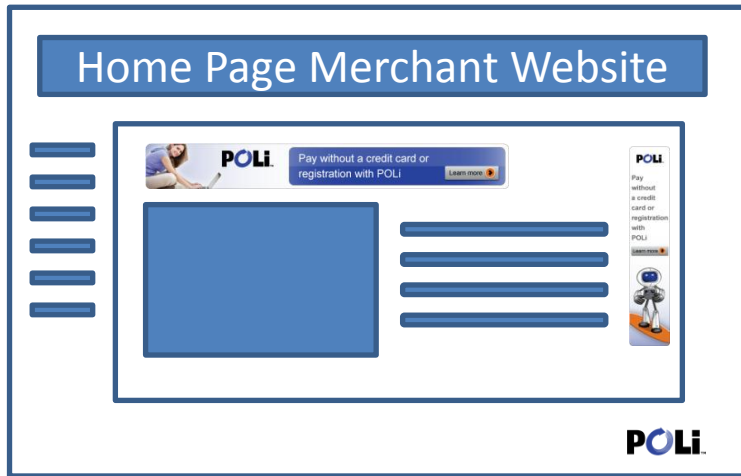 Home Page Merchant Website
POLi
Pay without a credit card or
registration with POLi
Learn more
POLi
Pay
without
a credit
card or
registration
with
POLi
Learn more
POLi